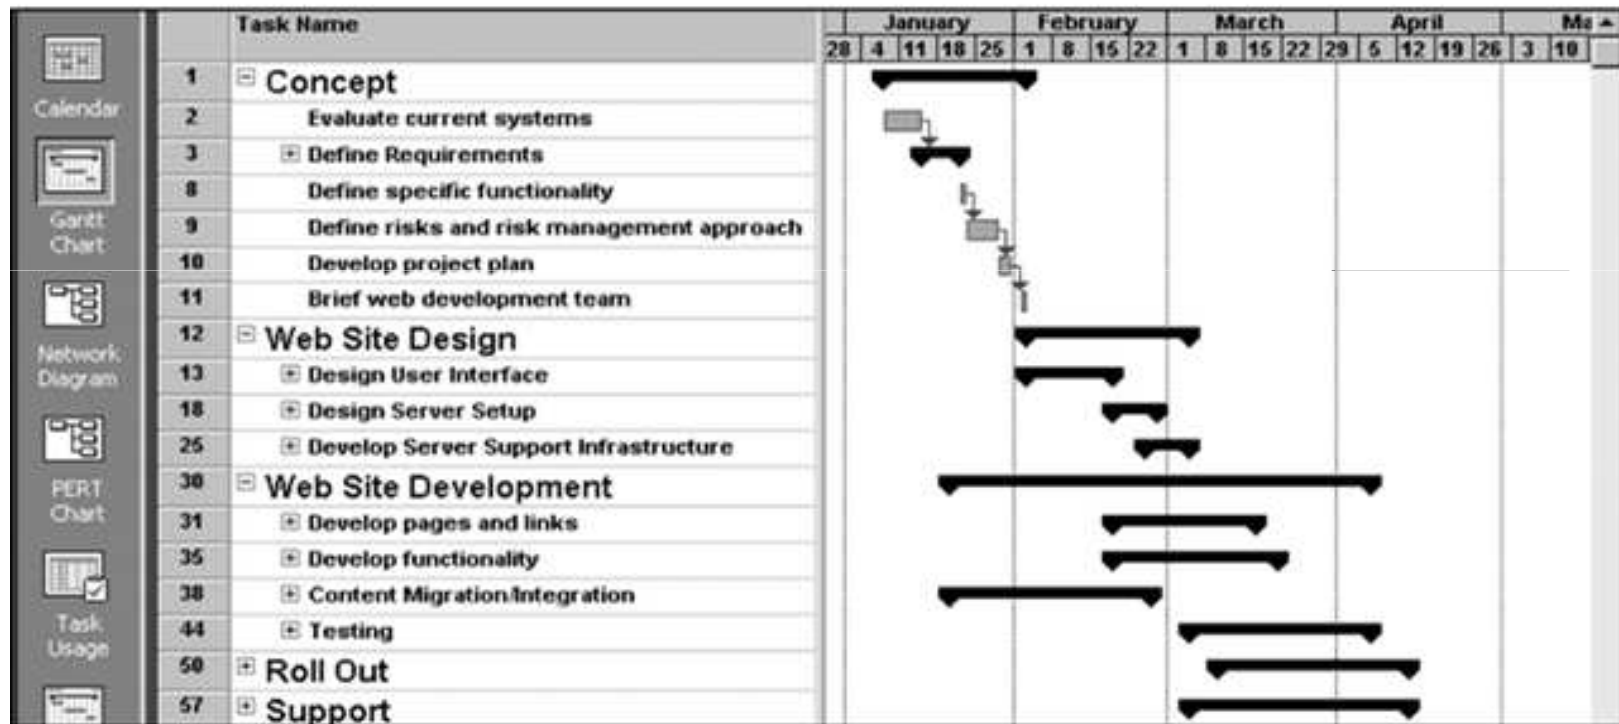 Task Name
January February March April Ma
28 4 11 18 25 1 8 15 22 1 8 15 22 29 5 12 19 26 3 10
1 Concept
2 Evaluate current systems
3 Define Requirements
8 Define specific functionality
9 Define risks and risk management approach
10 Develop project plan
11 Brief web development team
12 Web Site Design
13 Design User Interface
18 Design Server Setup
25 Develop Server Support Infrastructure
30 Web Site Development
31 Develop pages and links
35 Develop functionality
38 Content Migration/Integration
44 Testing
50 Roll Out
57 Support
Calendar
Gantt
Chart
Network
Diagram
PERT
Chart
Task
Usage